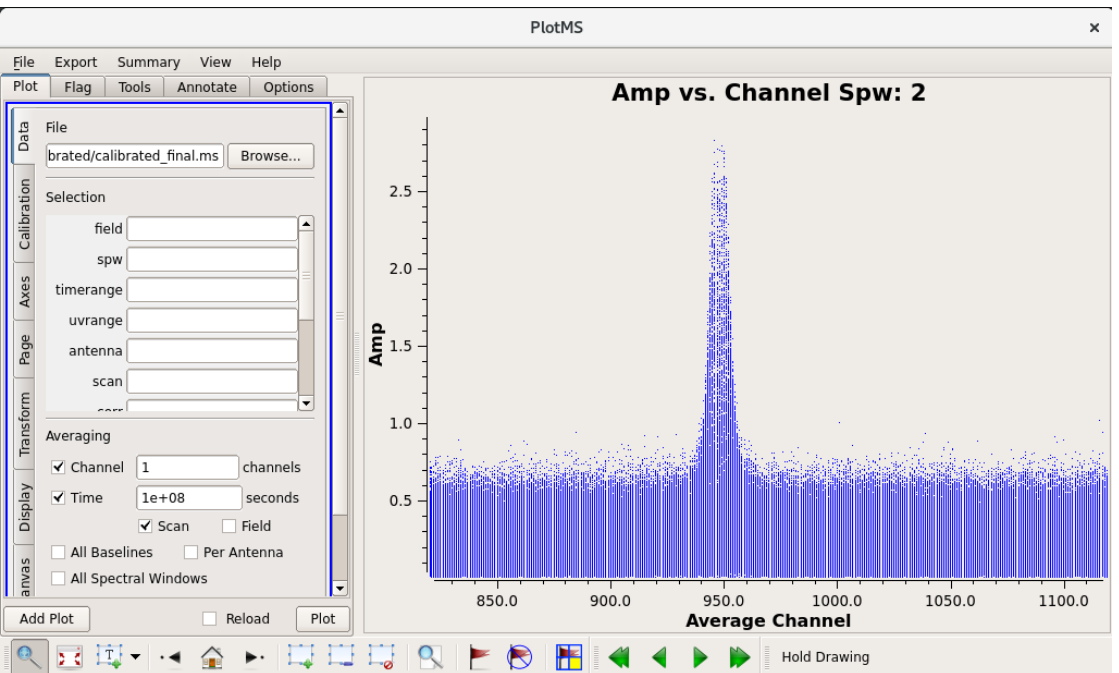 PlotMS
×
File Export Summary View Help
Plot Flag Tools Annotate Options
Data
Calibration
Axes
Page
Transform
Display
anvas
File
brated/calibrated_final.ms Browse...
Selection
field
spw
timerange
uvrange
antenna
scan
corr
Averaging
Channel 1 channels
Time 1e+08 seconds
Scan Field
All Baselines Per Antenna
All Spectral Windows
Add Plot Reload Plot
Amp vs. Channel Spw: 2
Amp
2.5
2.0
1.5
1.0
0.5
850.0 900.0 950.0 1000.0 1050.0 1100.0
Average Channel
T
Hold Drawing